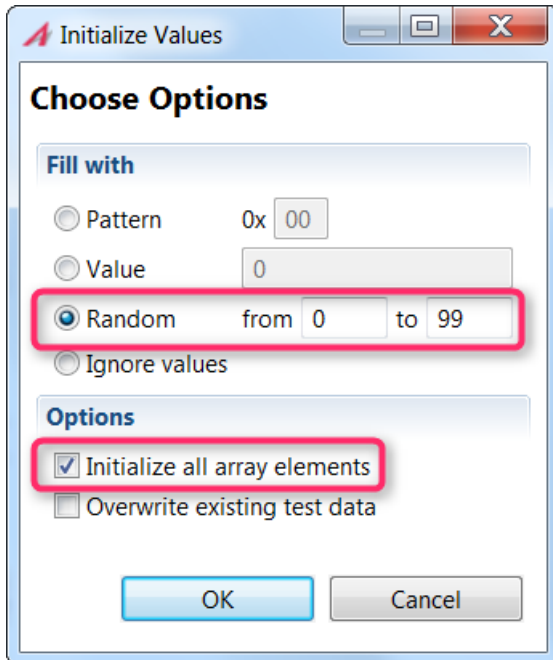 Initialize Values
Choose Options
Fill with
Pattern 0x 00
Value 0
Random from 0 to 99
Ignore values
Options
Initialize all array elements
Overwrite existing test data
OK Cancel